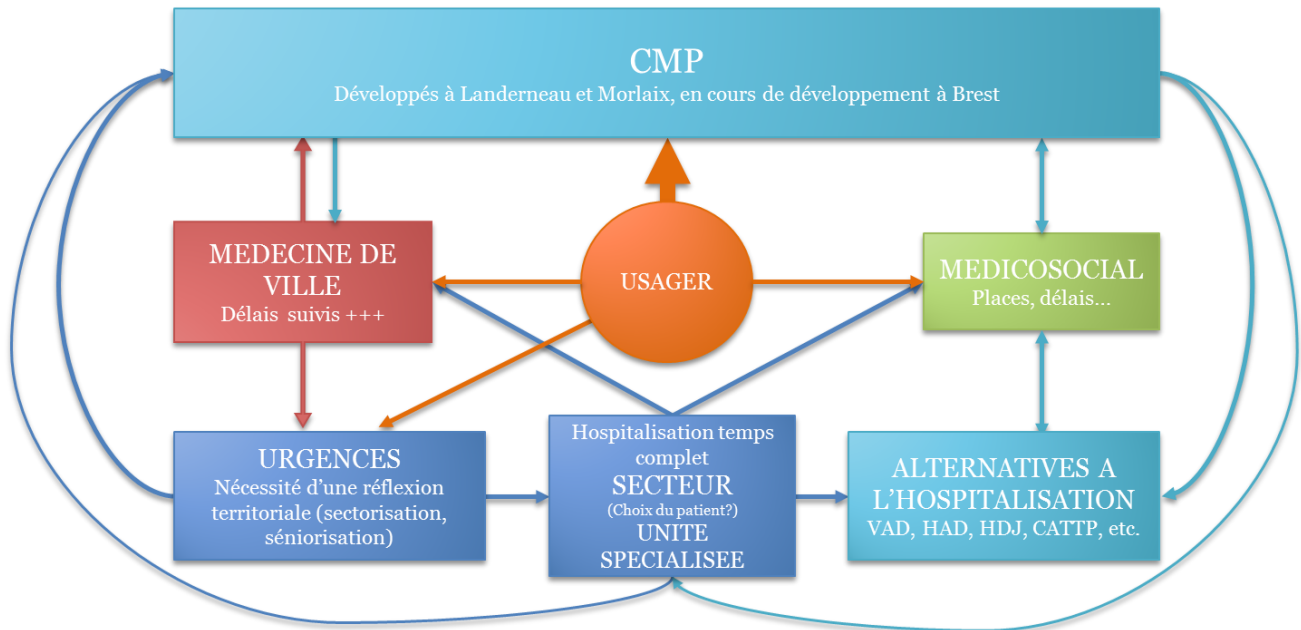 CMP
Développés à Landerneau et Morlaix, en cours de développement à Brest
MEDECINE DE
VILLE
Délais suivis +++
USAGER
MEDICOSOCIAL
Places, délais...
URGENCES
Nécessité d’une réflexion
territoriale (sectorisation,
séniorisation)
Hospitalisation temps
complet
SECTEUR
(Choix du patient?)
UNITE
SPECIALISEE
ALTERNATIVES A
L’HOSPITALISATION
VAD, HAD, HDJ, CATTP, etc.